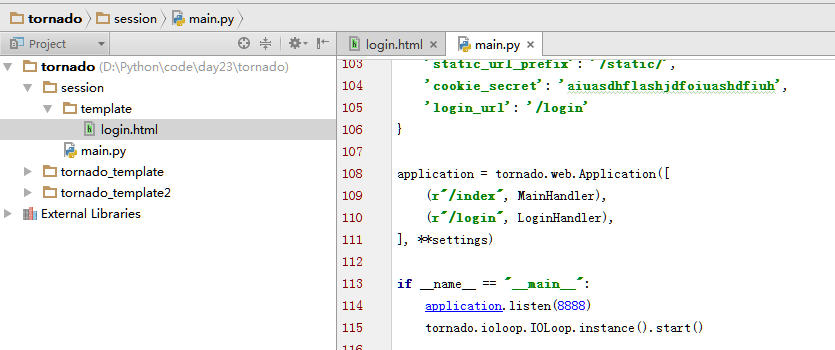 tornado session main.py
Project
login.html main.py
tornado (D:\Python\code\day23\tornado)
session
template
login.html
main.py
tornado_template
tornado_template2
External Libraries
103 'static_url_prefix': '/static/',
104 'cookie_secret': 'aiuasdhflashjdfoiuashdfiuh',
105 'login_url': '/login'
106 }
107
108 application = tornado.web.Application([
109 (r"/index", MainHandler),
110 (r"/login", LoginHandler),
111 ], **settings)
112
113 if __name__ == "__main__":
114 application.listen(8888)
115 tornado.ioloop.IOLoop.instance().start()
116